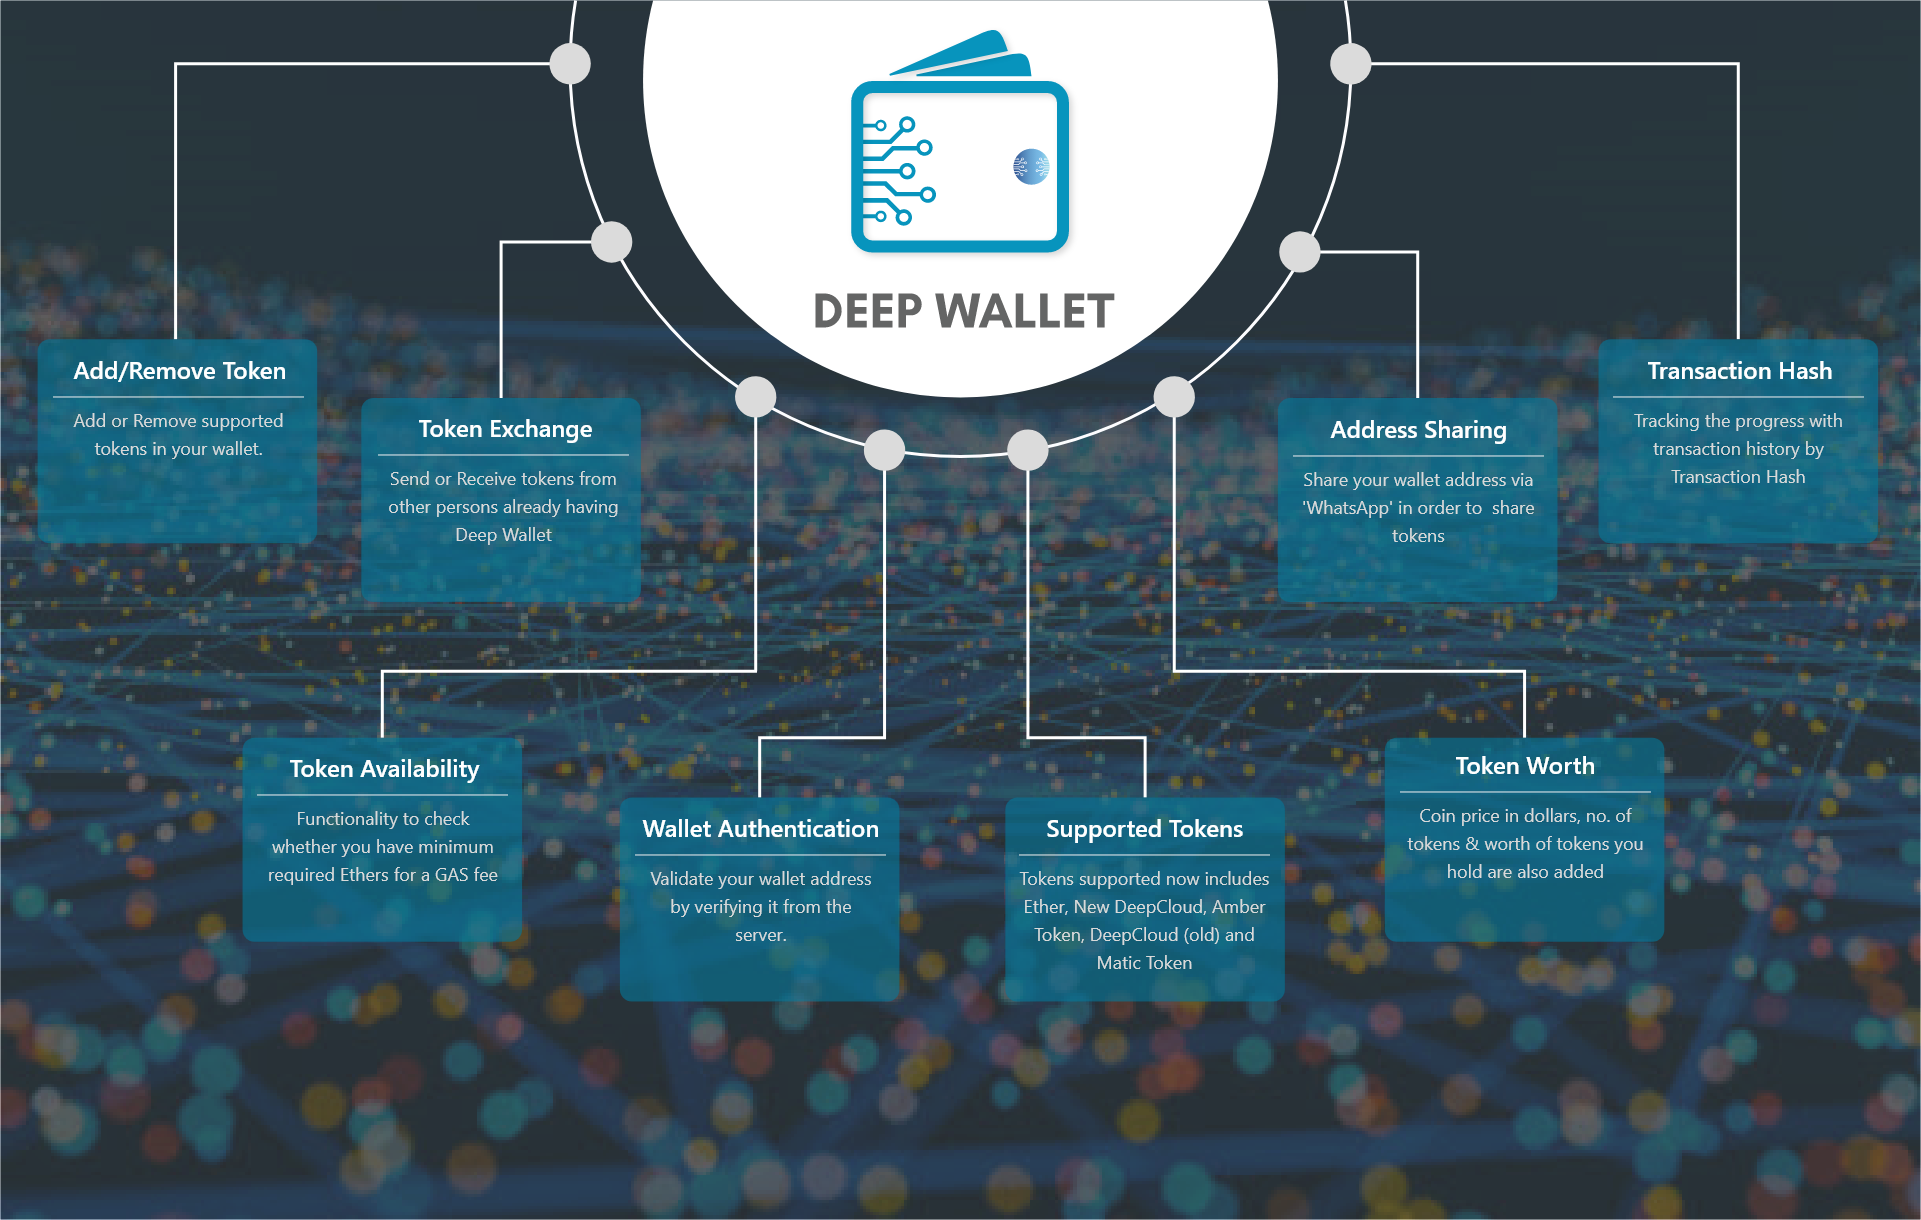 DEEP WALLET
Add/Remove Token
Add or Remove supported
tokens in your wallet.
Token Exchange
Send or Receive tokens from
other persons already having
Deep Wallet
Address Sharing
Share your wallet address via
'WhatsApp' in order to  share
tokens
Transaction Hash
Tracking the progress with
transaction history by
Transaction Hash
Token Availability
Functionality to check
whether you have minimum
required Ethers for a GAS fee
Wallet Authentication
Validate your wallet address
by verifying it from the
server.
Supported Tokens
Tokens supported now includes
Ether, New DeepCloud, Amber
Token, DeepCloud (old) and
Matic Token
Token Worth
Coin price in dollars, no. of
tokens & worth of tokens you
hold are also added